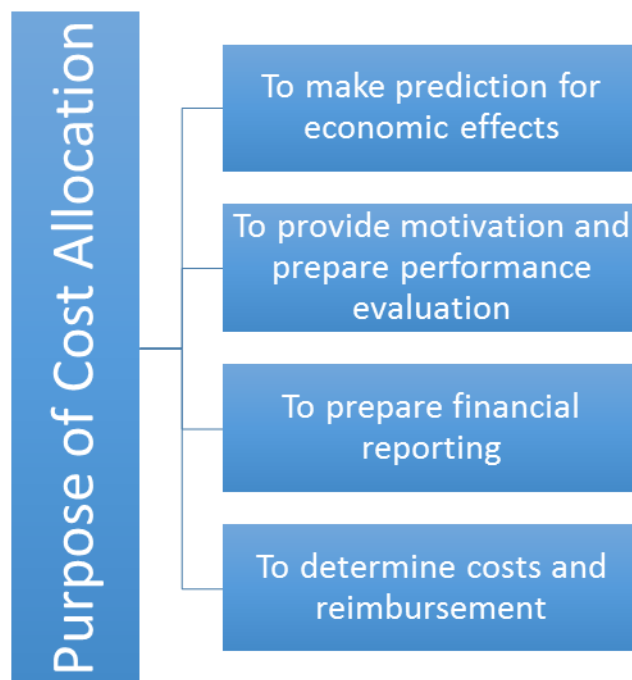 Purpose of Cost Allocation
To make prediction for
economic effects
To provide motivation and
prepare performance
evaluation
To prepare financial
reporting
To determine costs and
reimbursement